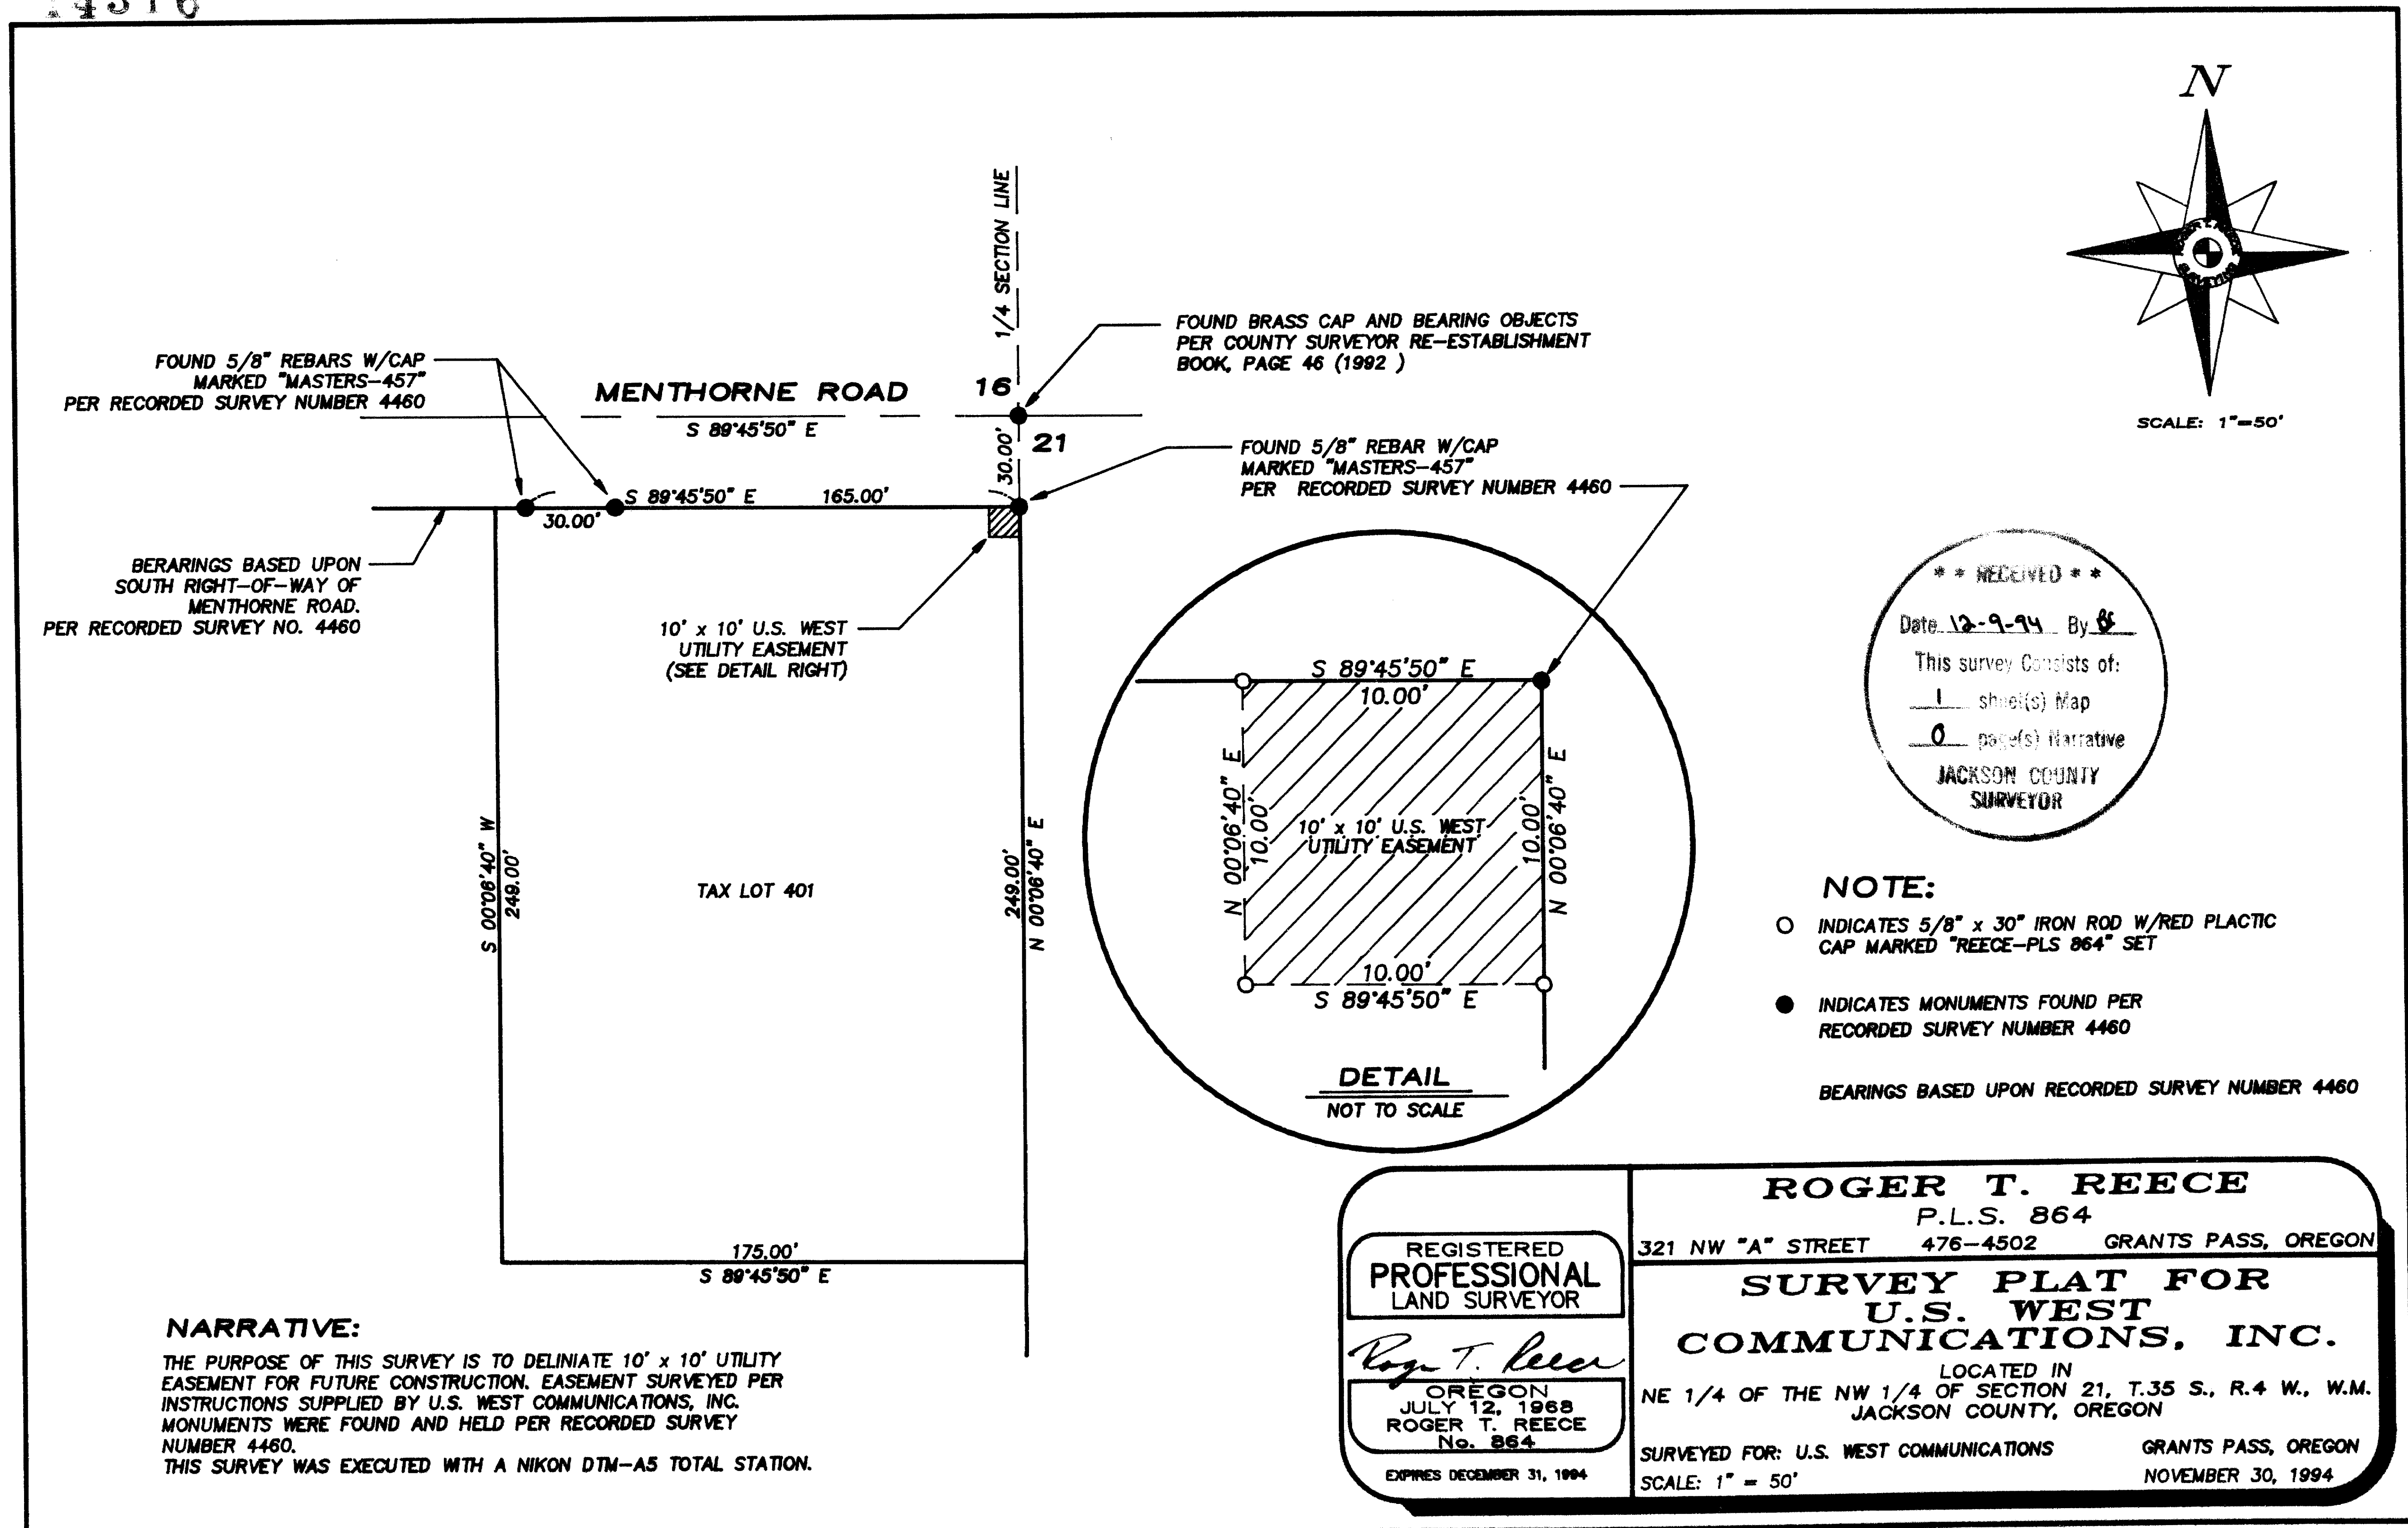 14376
N
SCALE: 1"=50'
1/4 SECTION LINE
FOUND BRASS CAP AND BEARING OBJECTS
PER COUNTY SURVEYOR RE-ESTABLISHMENT
BOOK, PAGE 46 (1992 )
FOUND 5/8" REBARS W/CAP
MARKED "MASTERS-457"
PER RECORDED SURVEY NUMBER 4460
MENTHORNE ROAD
16
S 89°45'50" E
21
30.00'
FOUND 5/8" REBAR W/CAP
MARKED "MASTERS-457"
PER RECORDED SURVEY NUMBER 4460
S 89°45'50" E 165.00'
30.00'
BERARINGS BASED UPON
SOUTH RIGHT-OF-WAY OF
MENTHORNE ROAD.
PER RECORDED SURVEY NO. 4460
10' x 10' U.S. WEST
UTILITY EASEMENT
(SEE DETAIL RIGHT)
S 00°06'40" W
249.00'
TAX LOT 401
249.00'
N 00°06'40" E
175.00'
S 89°45'50" E
S 89°45'50" E
10.00'
N 00°06'40" E
10.00'
10' x 10' U.S. WEST
UTILITY EASEMENT
10.00'
N 00°06'40" E
10.00'
S 89°45'50" E
DETAIL
NOT TO SCALE
* * RECEIVED * *
Date 12-9-94 By
This survey Consists of:
1 sheet(s) Map
0 page(s) Narrative
JACKSON COUNTY
SURVEYOR
NOTE:
INDICATES 5/8" x 30" IRON ROD W/RED PLACTIC
CAP MARKED "REECE-PLS 864" SET
INDICATES MONUMENTS FOUND PER
RECORDED SURVEY NUMBER 4460
BEARINGS BASED UPON RECORDED SURVEY NUMBER 4460
NARRATIVE:
THE PURPOSE OF THIS SURVEY IS TO DELINIATE 10' x 10' UTILITY
EASEMENT FOR FUTURE CONSTRUCTION. EASEMENT SURVEYED PER
INSTRUCTIONS SUPPLIED BY U.S. WEST COMMUNICATIONS, INC.
MONUMENTS WERE FOUND AND HELD PER RECORDED SURVEY
NUMBER 4460.
THIS SURVEY WAS EXECUTED WITH A NIKON DTM-A5 TOTAL STATION.
REGISTERED
PROFESSIONAL
LAND SURVEYOR
Roger T. Reece
OREGON
JULY 12, 1968
ROGER T. REECE
No. 864
EXPIRES DECEMBER 31, 1994
ROGER T. REECE
P.L.S. 864
321 NW "A" STREET 476-4502 GRANTS PASS, OREGON
SURVEY PLAT FOR
U.S. WEST
COMMUNICATIONS, INC.
LOCATED IN
NE 1/4 OF THE NW 1/4 OF SECTION 21, T.35 S., R.4 W., W.M.
JACKSON COUNTY, OREGON
SURVEYED FOR: U.S. WEST COMMUNICATIONS GRANTS PASS, OREGON
SCALE: 1" = 50' NOVEMBER 30, 1994